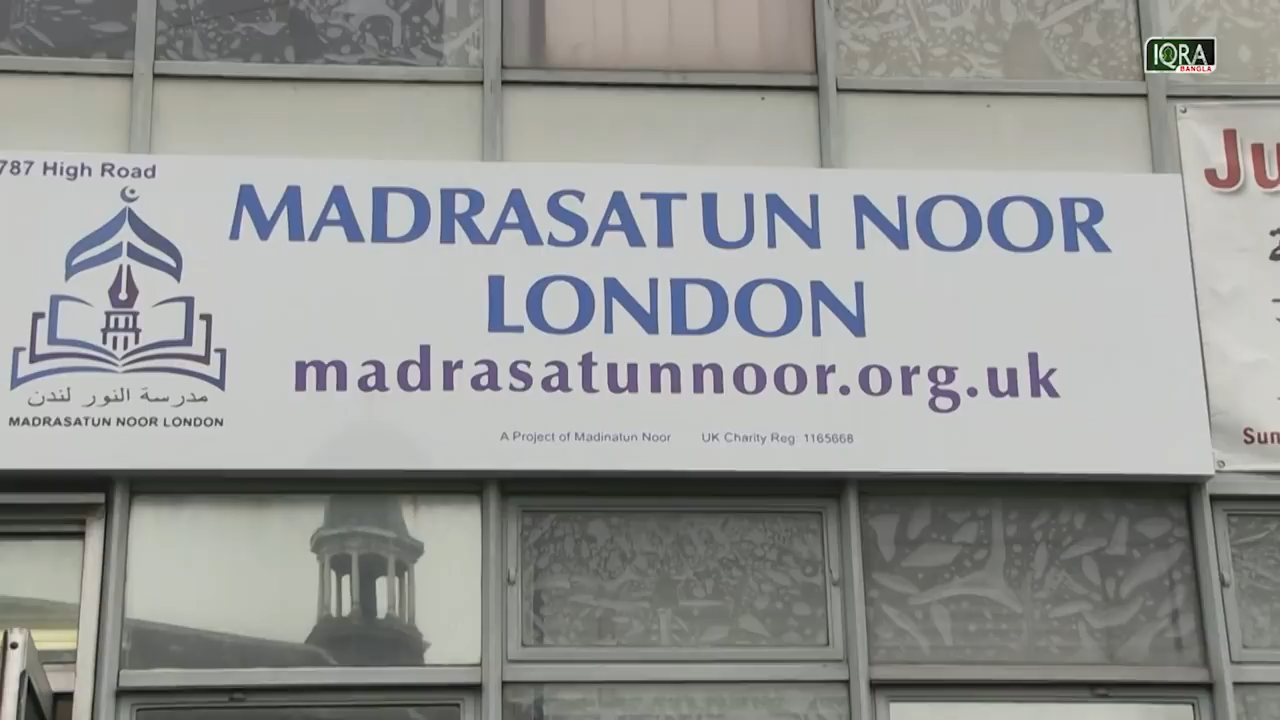 IQRA
BANGLA
787 High Road
MADRASATUN NOOR
LONDON
madrasatunnoor.org.uk
مدرسة النور لندن
MADRASATUN NOOR LONDON
A Project of Madinatun Noor UK Charity Reg 1165668